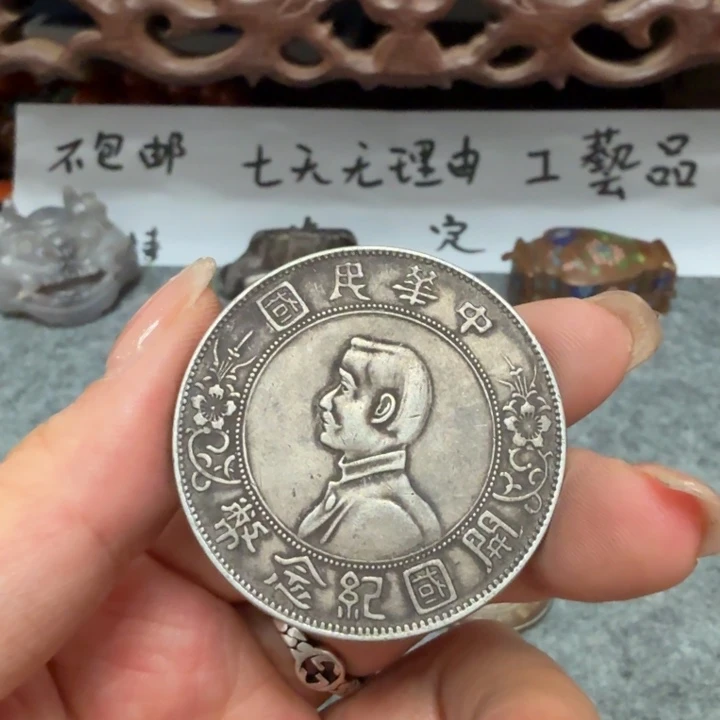 不包邮 七天无理由 工藝品
定
中華民國
開國紀念幣